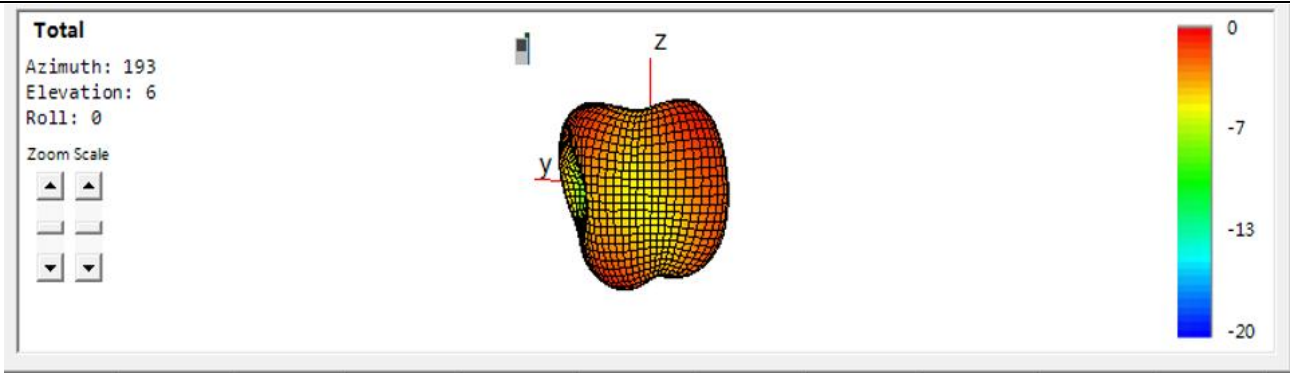 Total
Azimuth: 193
Elevation: 6
Roll: 0
Zoom Scale
z
y
0
-7
-13
-20